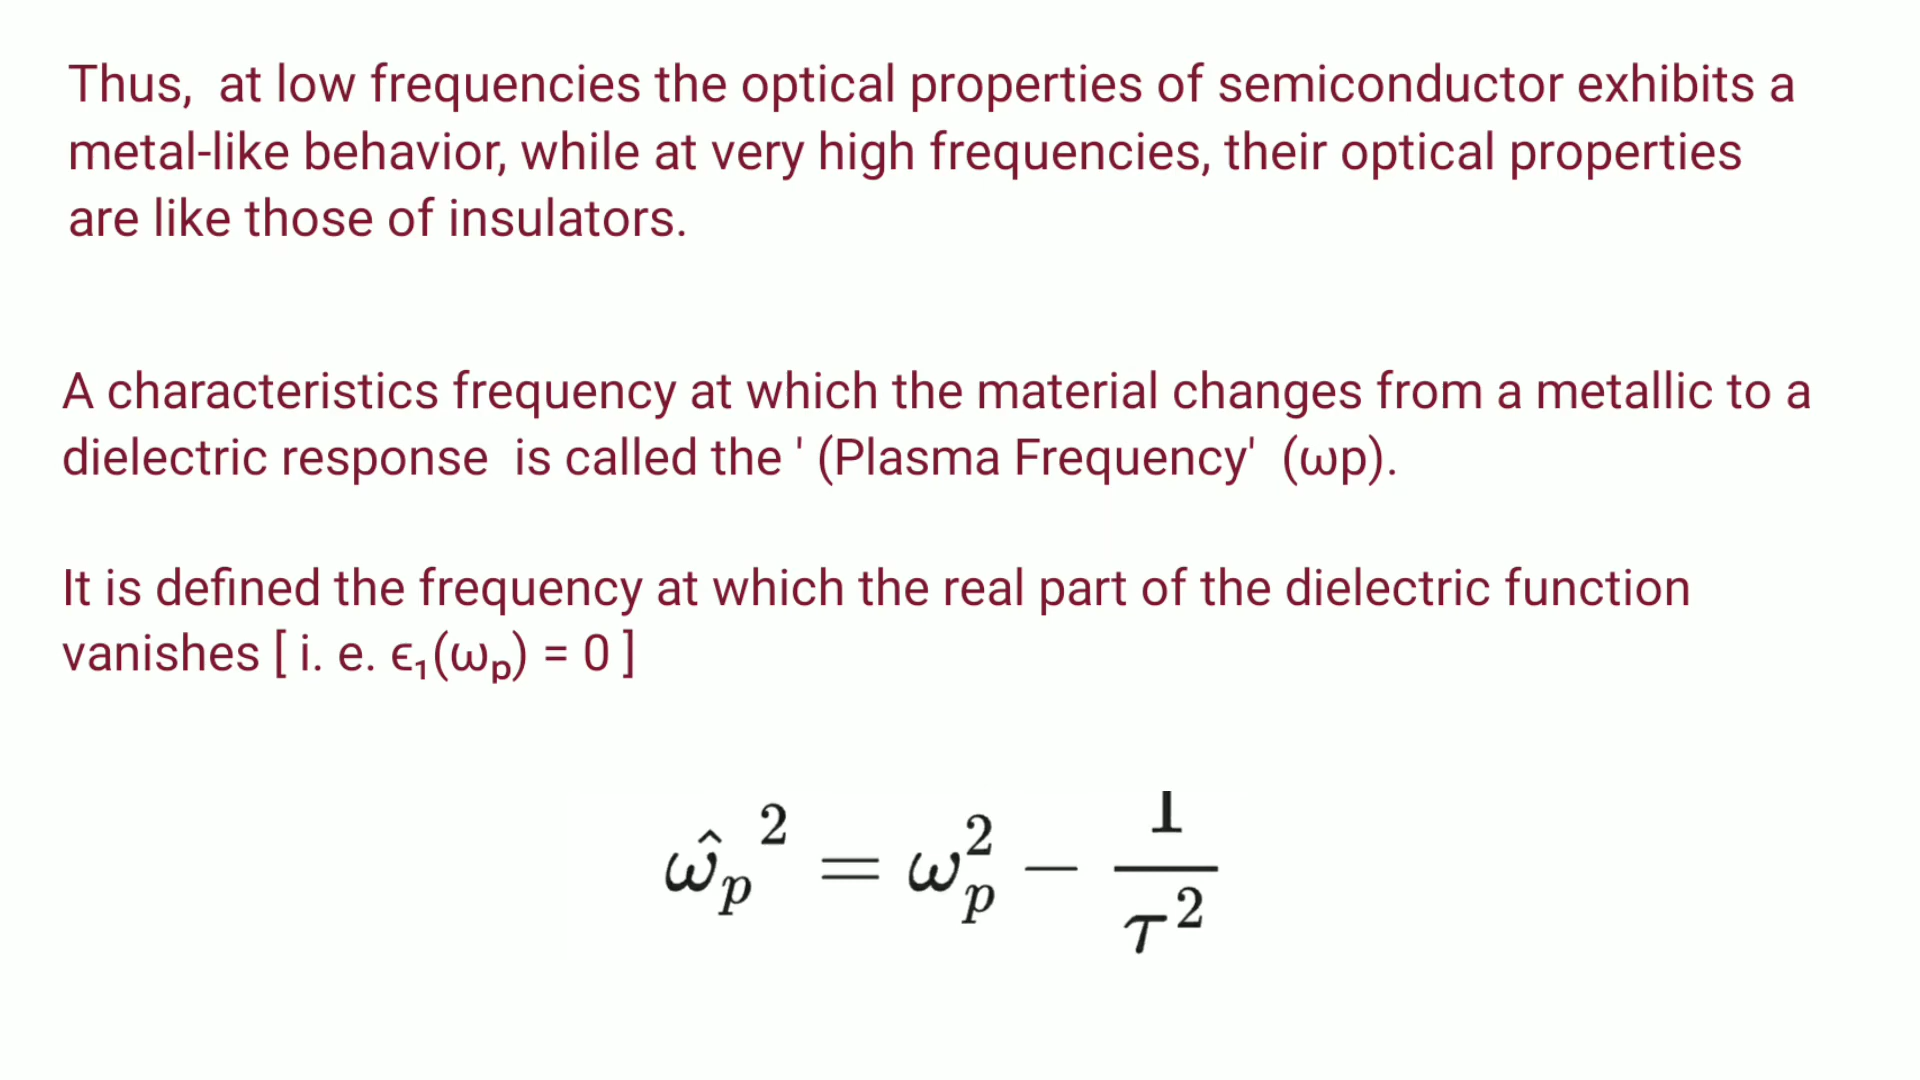 Thus,  at low frequencies the optical properties of semiconductor exhibits a
metal-like behavior, while at very high frequencies, their optical properties
are like those of insulators.
A characteristics frequency at which the material changes from a metallic to a
dielectric response  is called the ' (Plasma Frequency'  (ωp).
It is defined the frequency at which the real part of the dielectric function
vanishes [ i. e. ϵ₁(ωₚ) = 0 ]
ω̂ₚ² = ωₚ² − 1/τ²